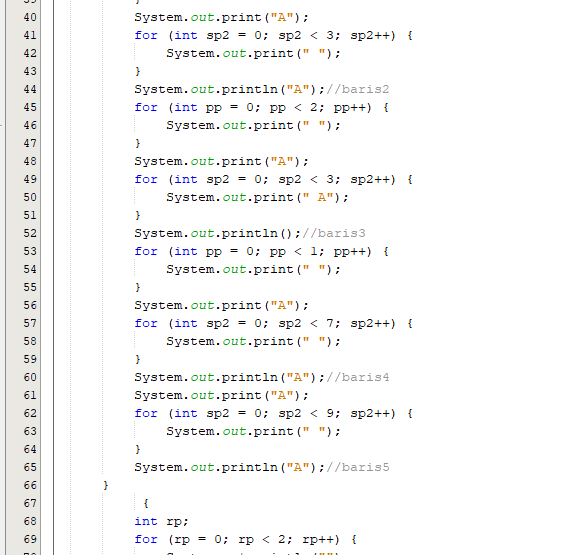 40 System.out.print("A");
41 for (int sp2 = 0; sp2 < 3; sp2++) {
42 System.out.print(" ");
43 }
44 System.out.println("A");//baris2
45 for (int pp = 0; pp < 2; pp++) {
46 System.out.print(" ");
47 }
48 System.out.print("A");
49 for (int sp2 = 0; sp2 < 3; sp2++) {
50 System.out.print(" A");
51 }
52 System.out.println();//baris3
53 for (int pp = 0; pp < 1; pp++) {
54 System.out.print(" ");
55 }
56 System.out.print("A");
57 for (int sp2 = 0; sp2 < 7; sp2++) {
58 System.out.print(" ");
59 }
60 System.out.println("A");//baris4
61 System.out.print("A");
62 for (int sp2 = 0; sp2 < 9; sp2++) {
63 System.out.print(" ");
64 }
65 System.out.println("A");//baris5
66 }
67 {
68 int rp;
69 for (rp = 0; rp < 2; rp++) {